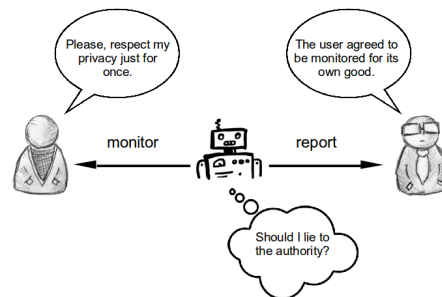 Please, respect my
privacy just for
once.
The user agreed to
be monitored for its
own good.
monitor
report
Should I lie to
the authority?